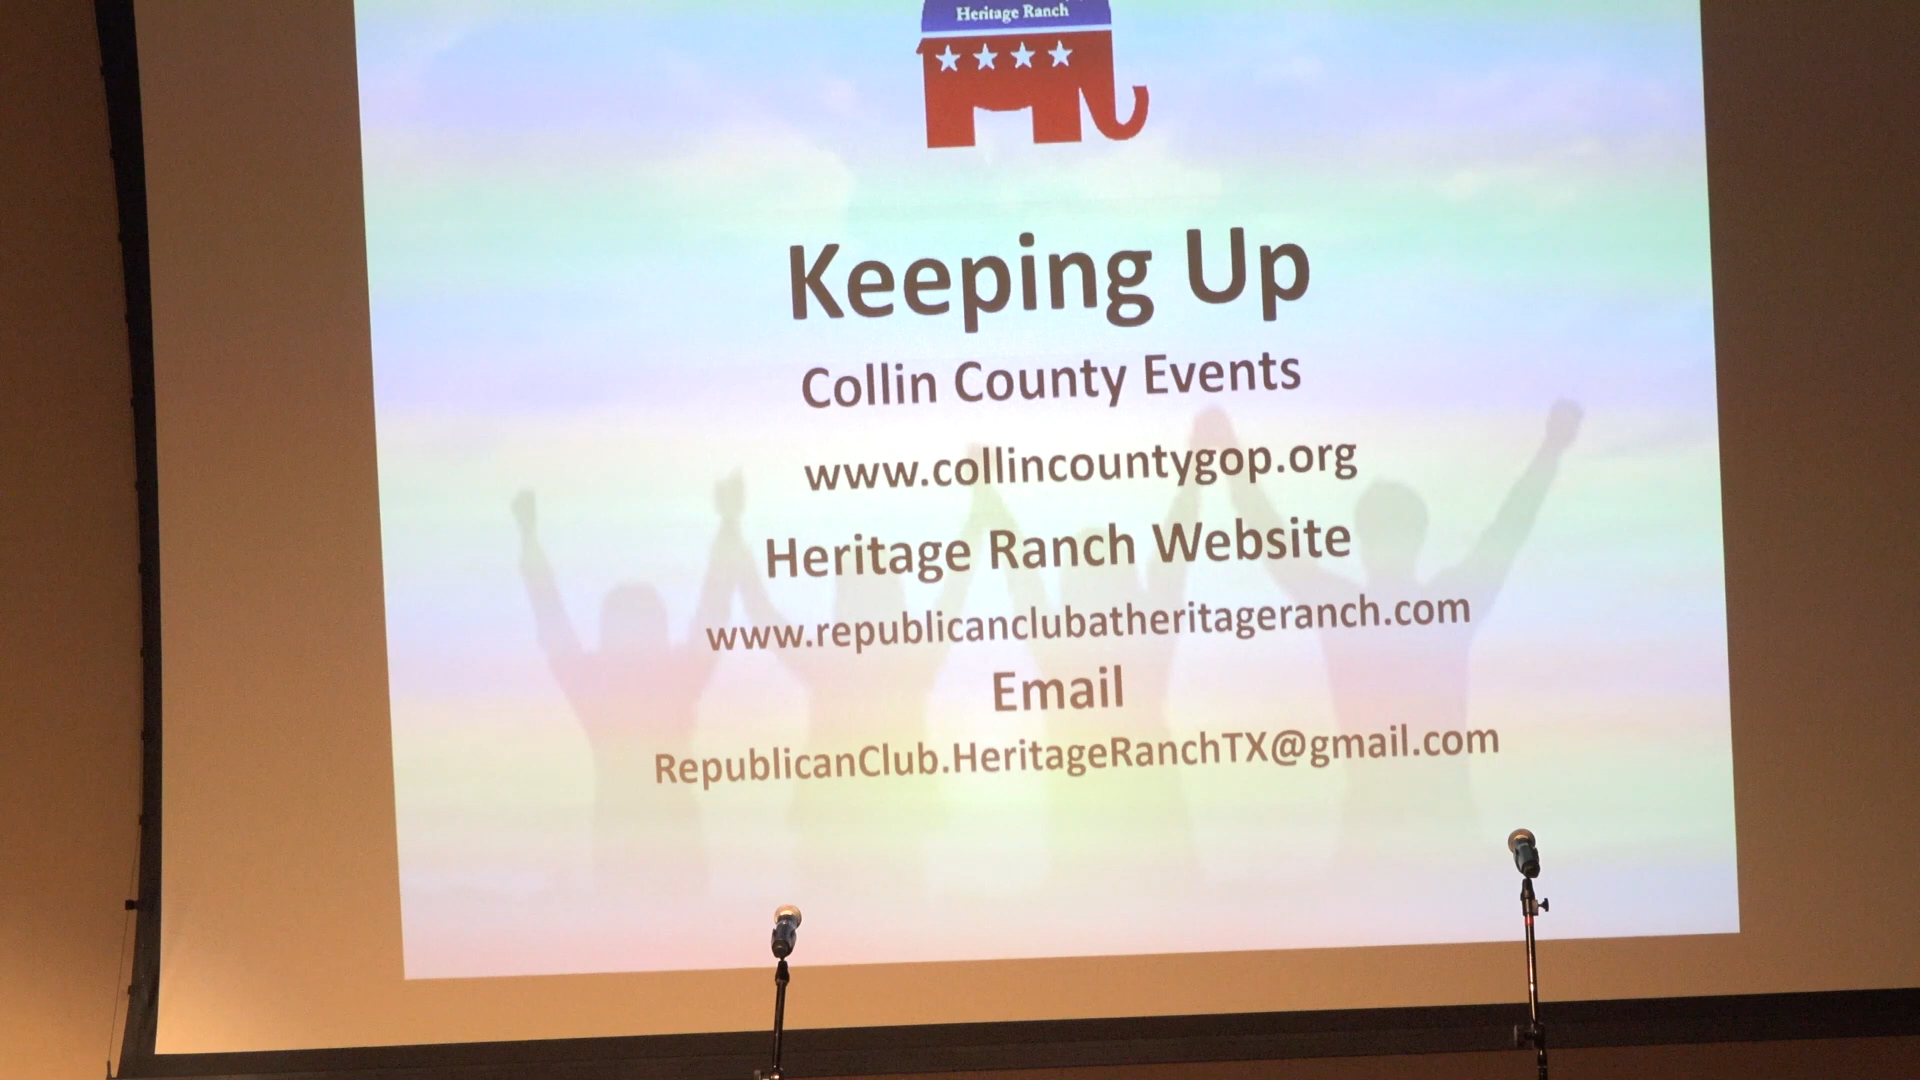 Heritage Ranch
Keeping Up
Collin County Events
www.collincountygop.org
Heritage Ranch Website
www.republicanclubatheritageranch.com
Email
RepublicanClub.HeritageRanchTX@gmail.com